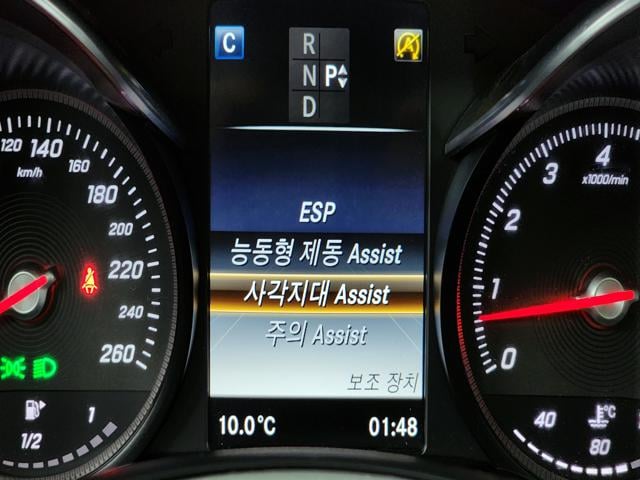 C
R
N P
D
A
120 140 160
km/h
180
200
220
240
260
1/2
1
ESP
능동형 제동 Assist
사각지대 Assist
주의 Assist
보조 장치
10.0°C
01:48
4
3
x1000/min
2
1
0
40
°C
80